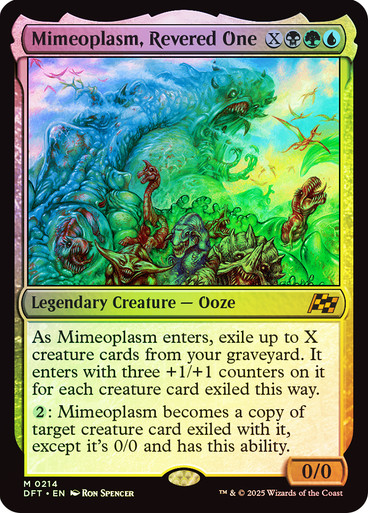 Mimeoplasm, Revered One X
Legendary Creature — Ooze
As Mimeoplasm enters, exile up to X
creature cards from your graveyard. It
enters with three +1/+1 counters on it
for each creature card exiled this way.
2: Mimeoplasm becomes a copy of
target creature card exiled with it,
except it's 0/0 and has this ability.
0/0
M 0214
DFT • EN Ron Spencer
™ & © 2025 Wizards of the Coast